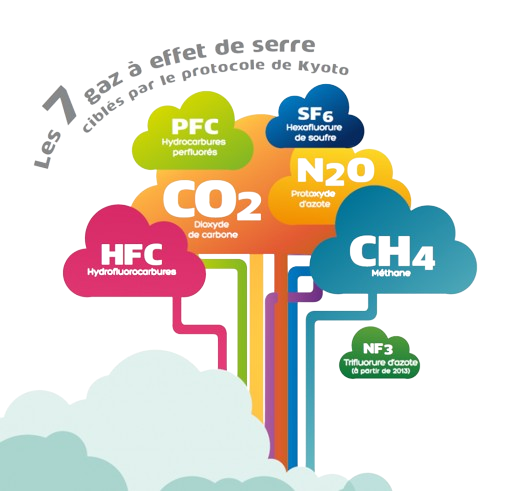 Les 7 gaz à effet de serre
ciblés par le protocole de Kyoto
PFC
Hydrocarbures
perfluorés
SF6
Hexafluorure
de soufre
N2O
Protoxyde
d'azote
CO2
Dioxyde
de carbone
HFC
Hydrofluorocarbures
CH4
Méthane
NF3
Trifluorure d'azote
(à partir de 2013)